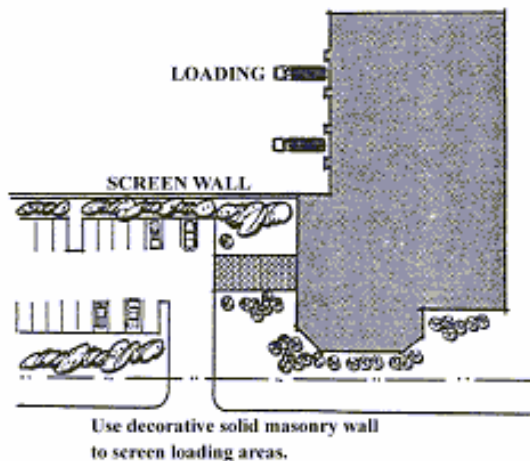 LOADING
SCREEN WALL
Use decorative solid masonry wall
to screen loading areas.